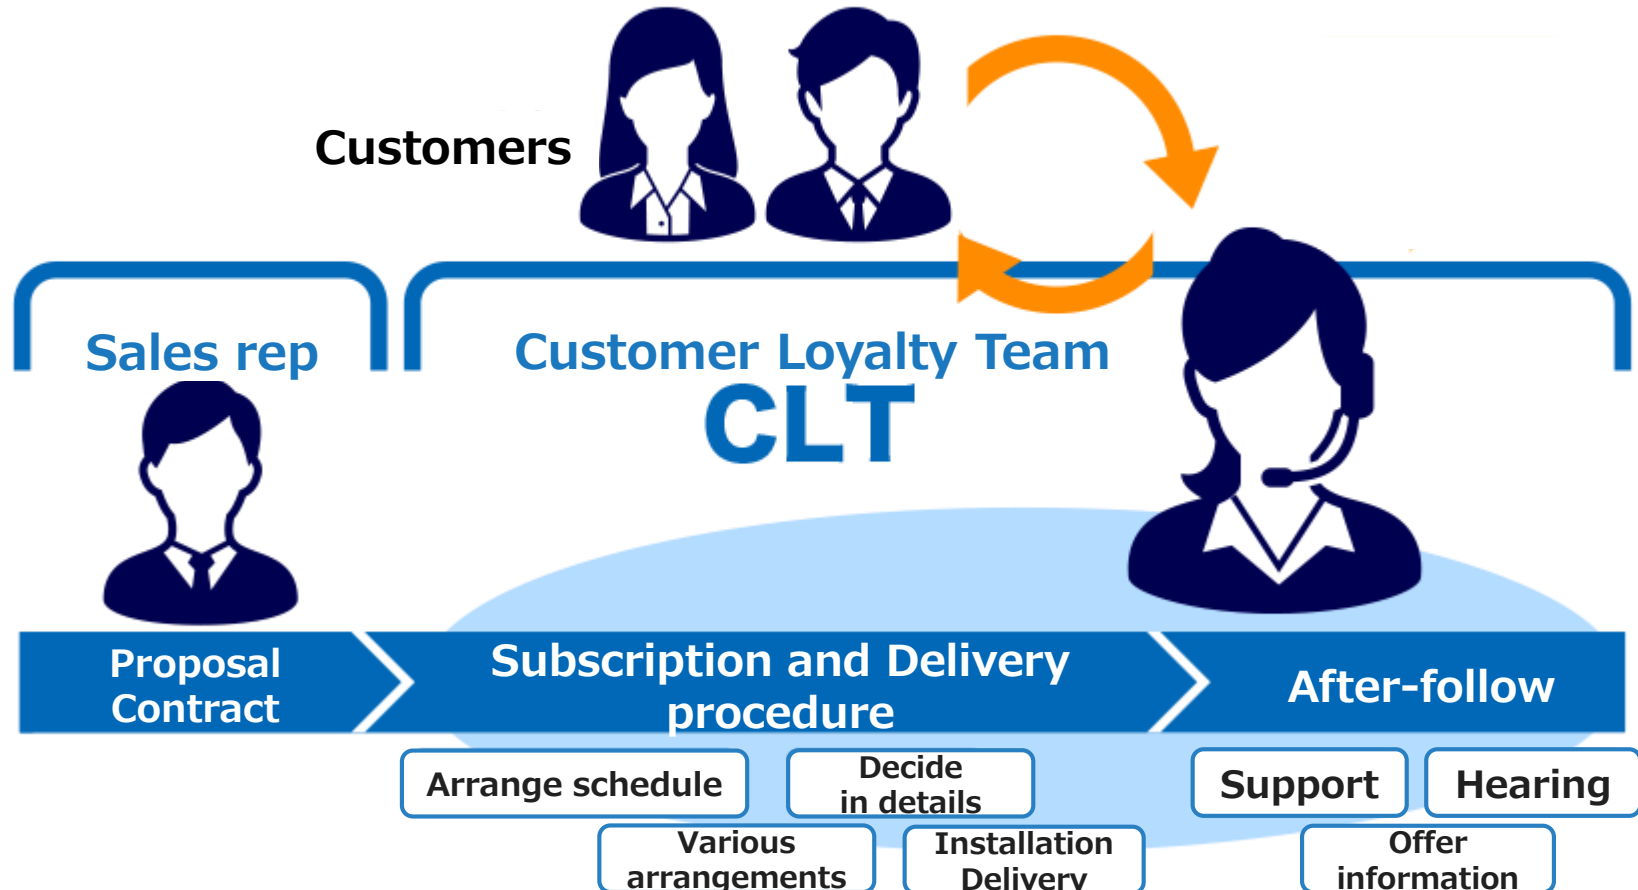 Customers
Sales rep
Customer Loyalty Team
CLT
Proposal
Contract
Subscription and Delivery
procedure
After-follow
Arrange schedule
Decide
in details
Various
arrangements
Installation
Delivery
Support
Hearing
Offer
information